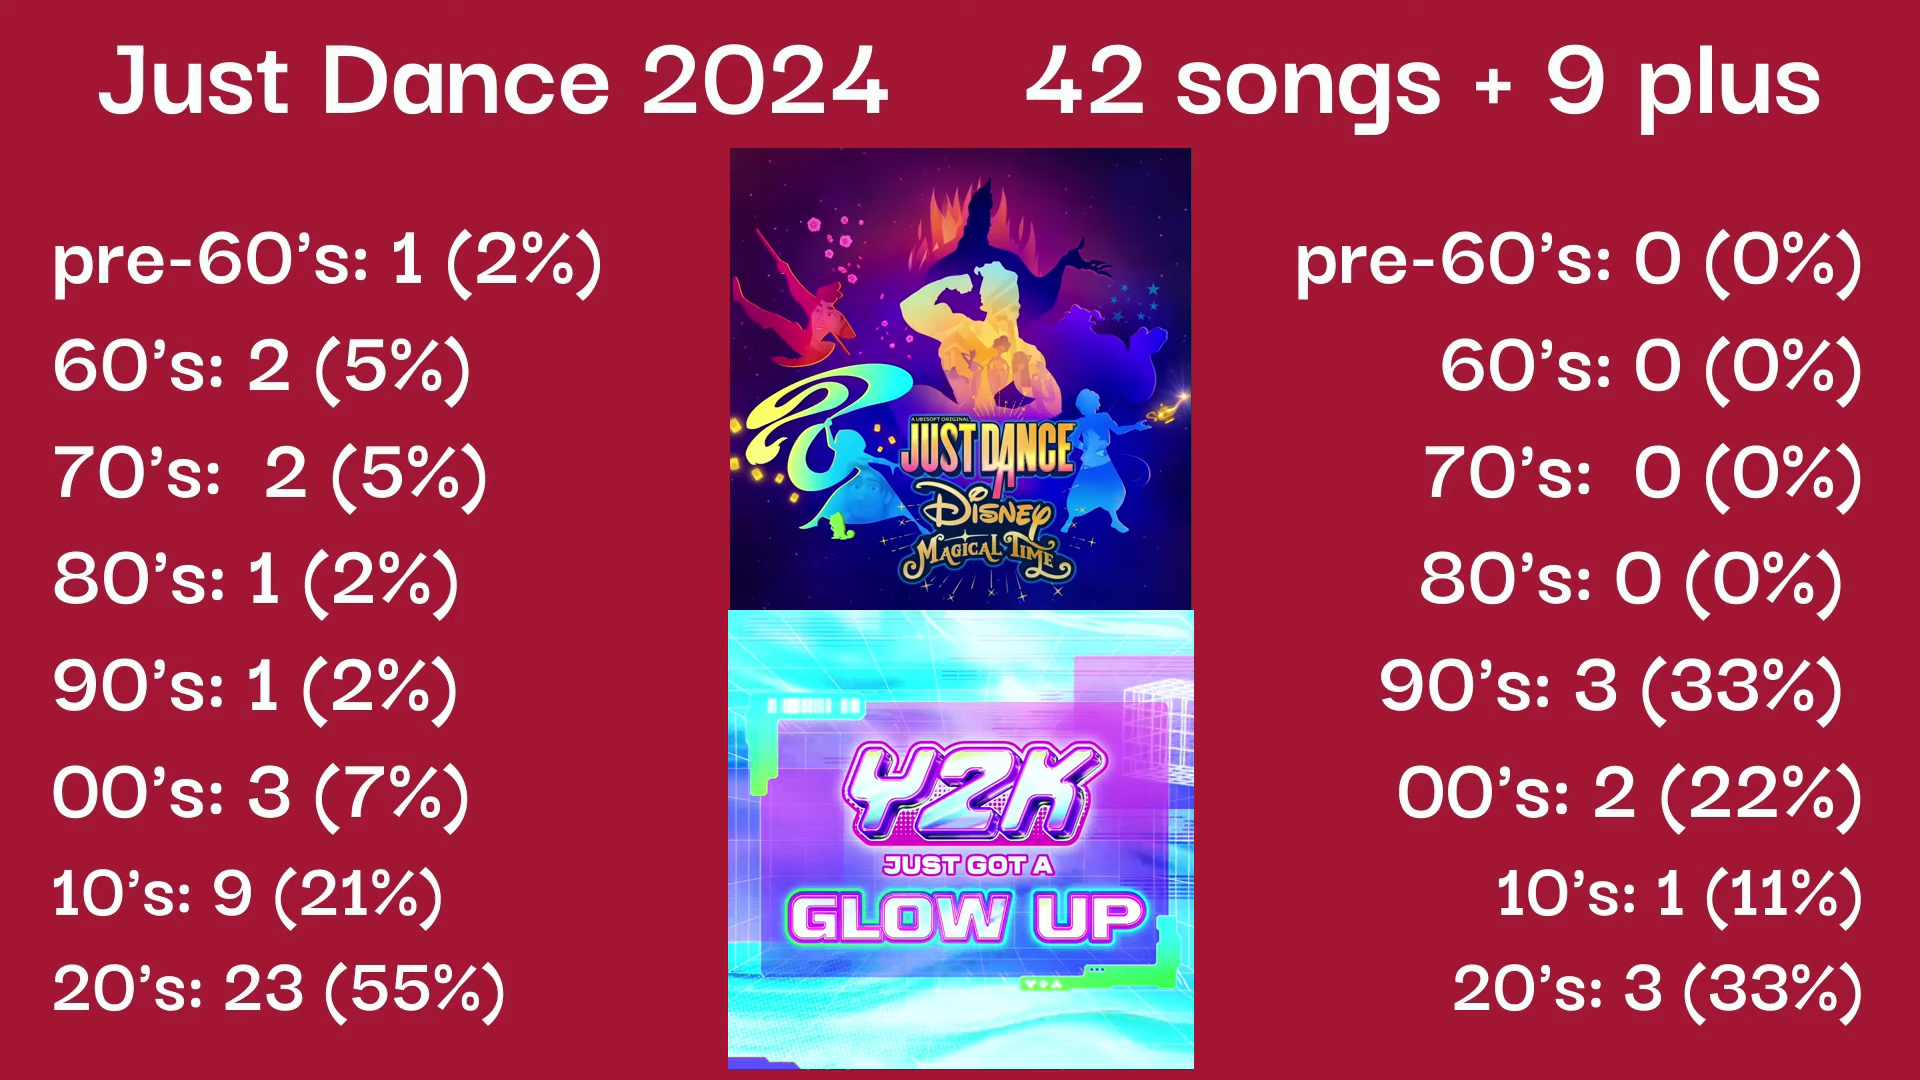 Just Dance 2024
42 songs + 9 plus
pre-60’s: 1 (2%)
60’s: 2 (5%)
70’s:  2 (5%)
80’s: 1 (2%)
90’s: 1 (2%)
00’s: 3 (7%)
10’s: 9 (21%)
20’s: 23 (55%)
A UBISOFT ORIGINAL
JUST DANCE
DISNEY
MAGICAL TIME
Y2K
JUST GOT A
GLOW UP
pre-60’s: 0 (0%)
60’s: 0 (0%)
70’s:  0 (0%)
80’s: 0 (0%)
90’s: 3 (33%)
00’s: 2 (22%)
10’s: 1 (11%)
20’s: 3 (33%)